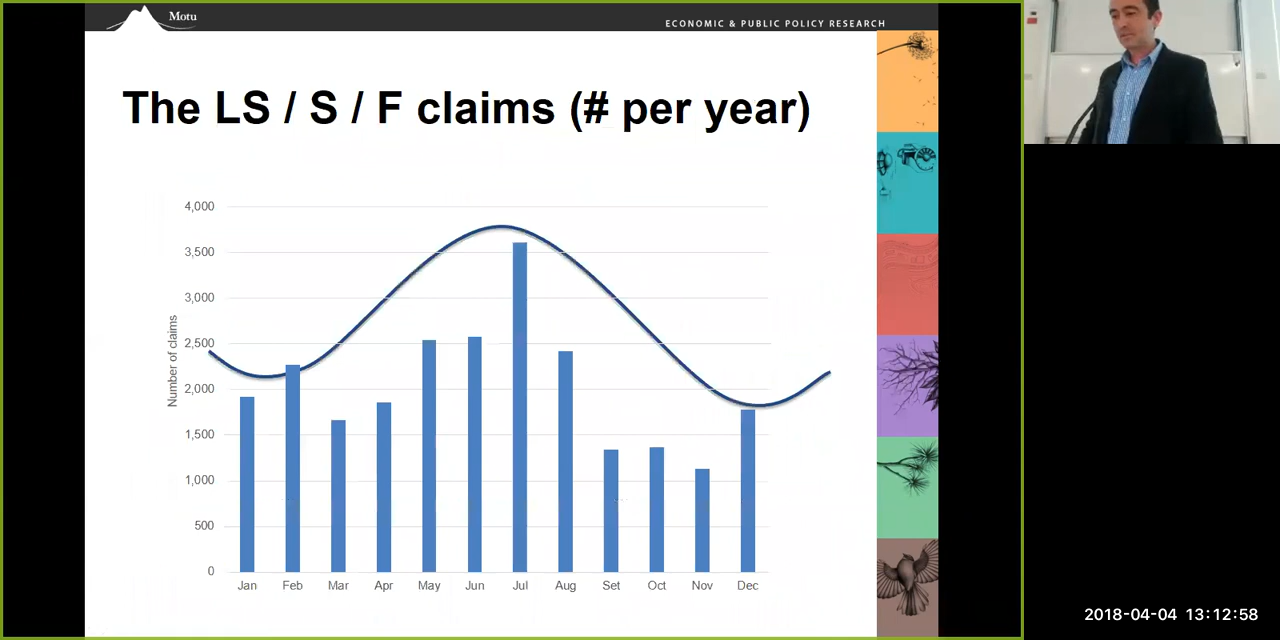 Motu
ECONOMIC & PUBLIC POLICY RESEARCH
The LS / S / F claims (# per year)
4,000
3,500
3,000
2,500
2,000
1,500
1,000
500
0
Number of claims
Jan Feb Mar Apr May Jun Jul Aug Set Oct Nov Dec
2018-04-04 13:12:58